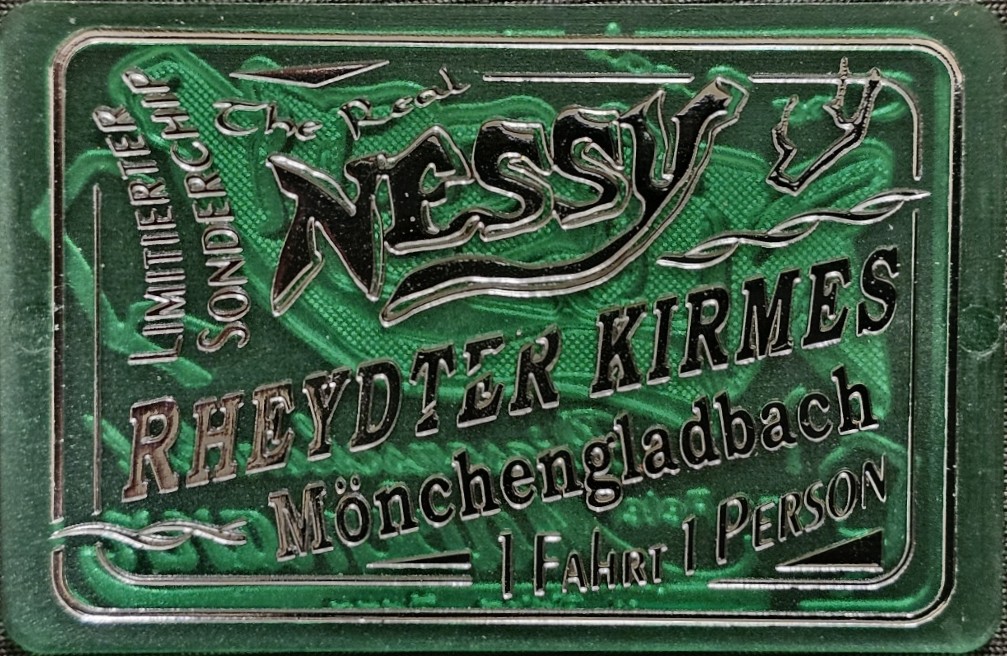 LIMITIERTER
SONDERCHIP
The Real
NESSY
RHEYDTER KIRMES
Mönchengladbach
1 FAHRT 1 PERSON